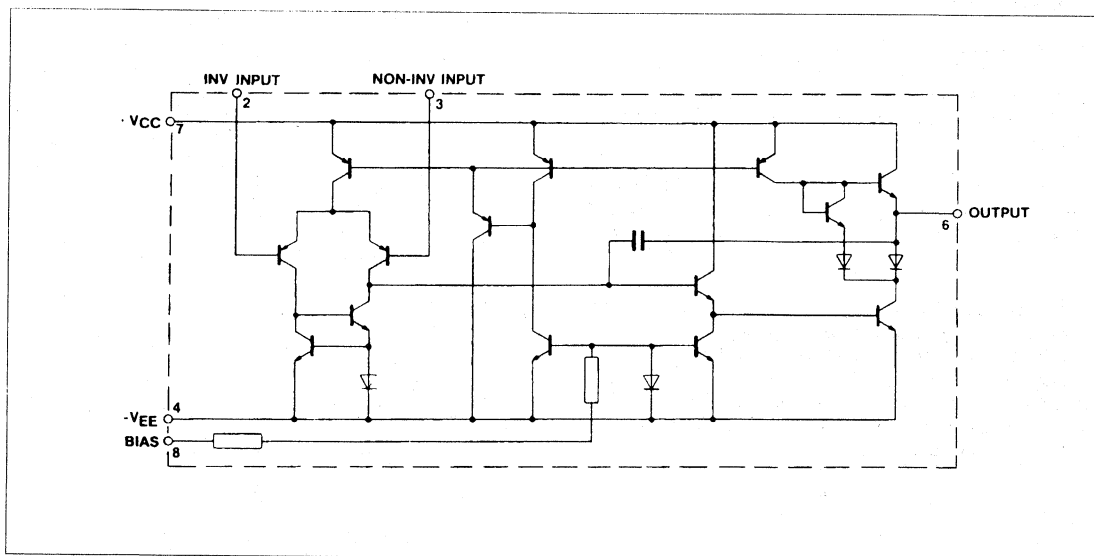 INV INPUT
2
NON-INV INPUT
3
VCC
7
OUTPUT
6
4
-VEE
BIAS
8